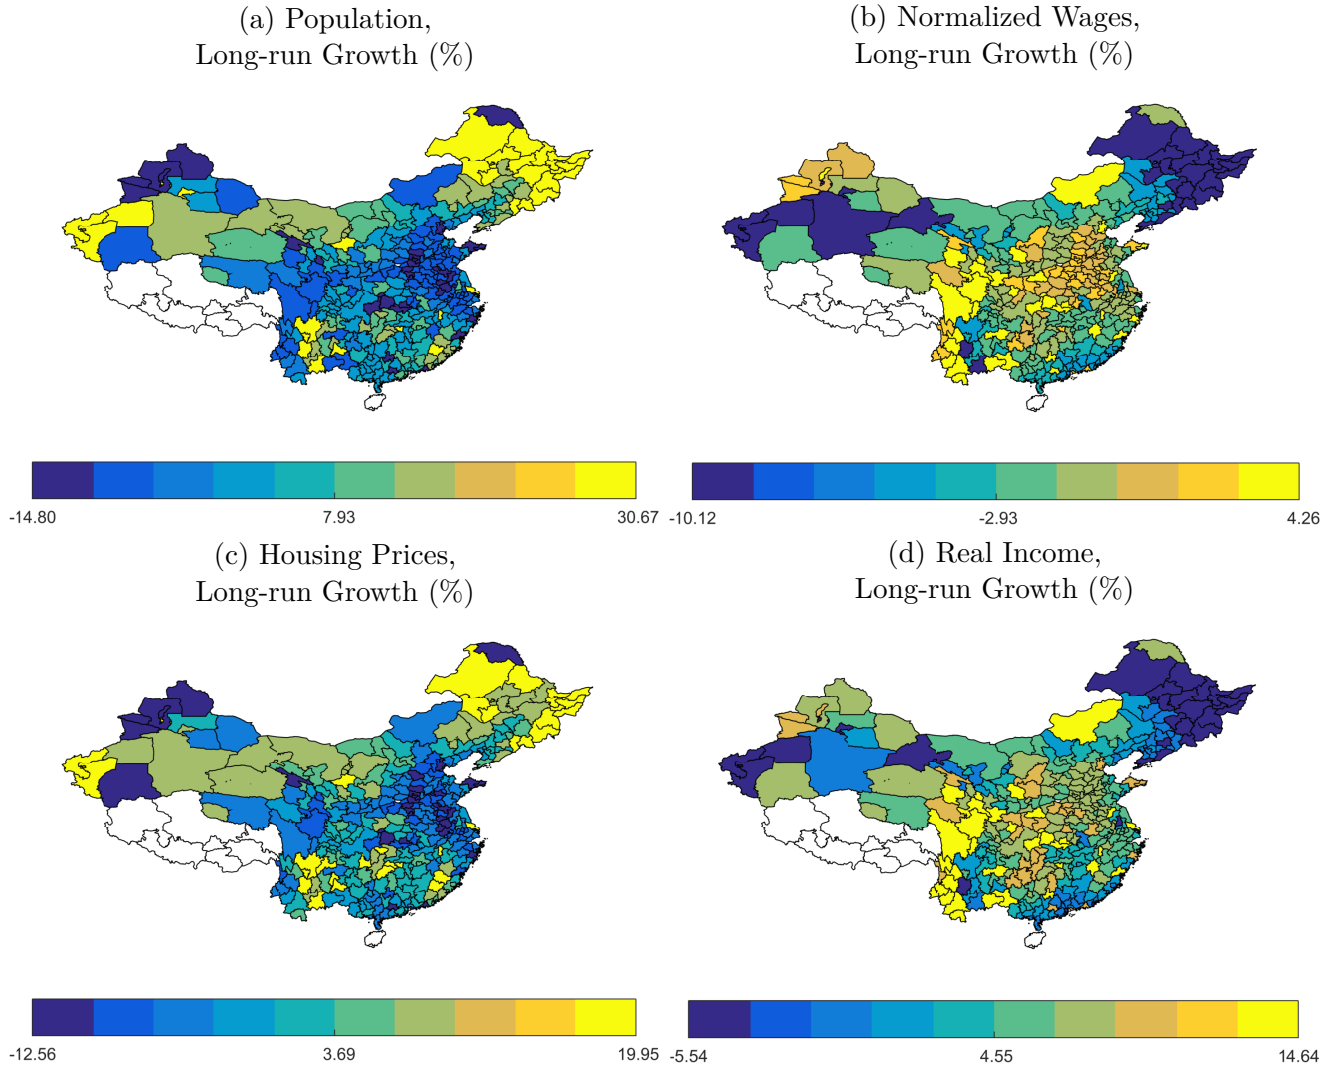 (a) Population,
Long-run Growth (%)
(b) Normalized Wages,
Long-run Growth (%)
-14.80
7.93
30.67
-10.12
-2.93
4.26
(c) Housing Prices,
Long-run Growth (%)
(d) Real Income,
Long-run Growth (%)
-12.56
3.69
19.95
-5.54
4.55
14.64